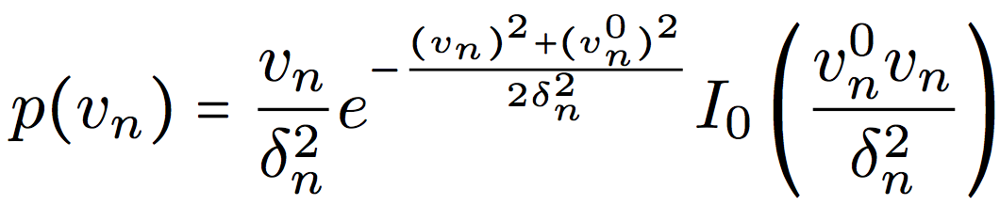 p(v_n) = \frac{v_n}{\delta_n^2} e^{-\frac{(v_n)^2+(v_n^0)^2}{2\delta_n^2}} I_0 \left( \frac{v_n^0 v_n}{\delta_n^2} \right)